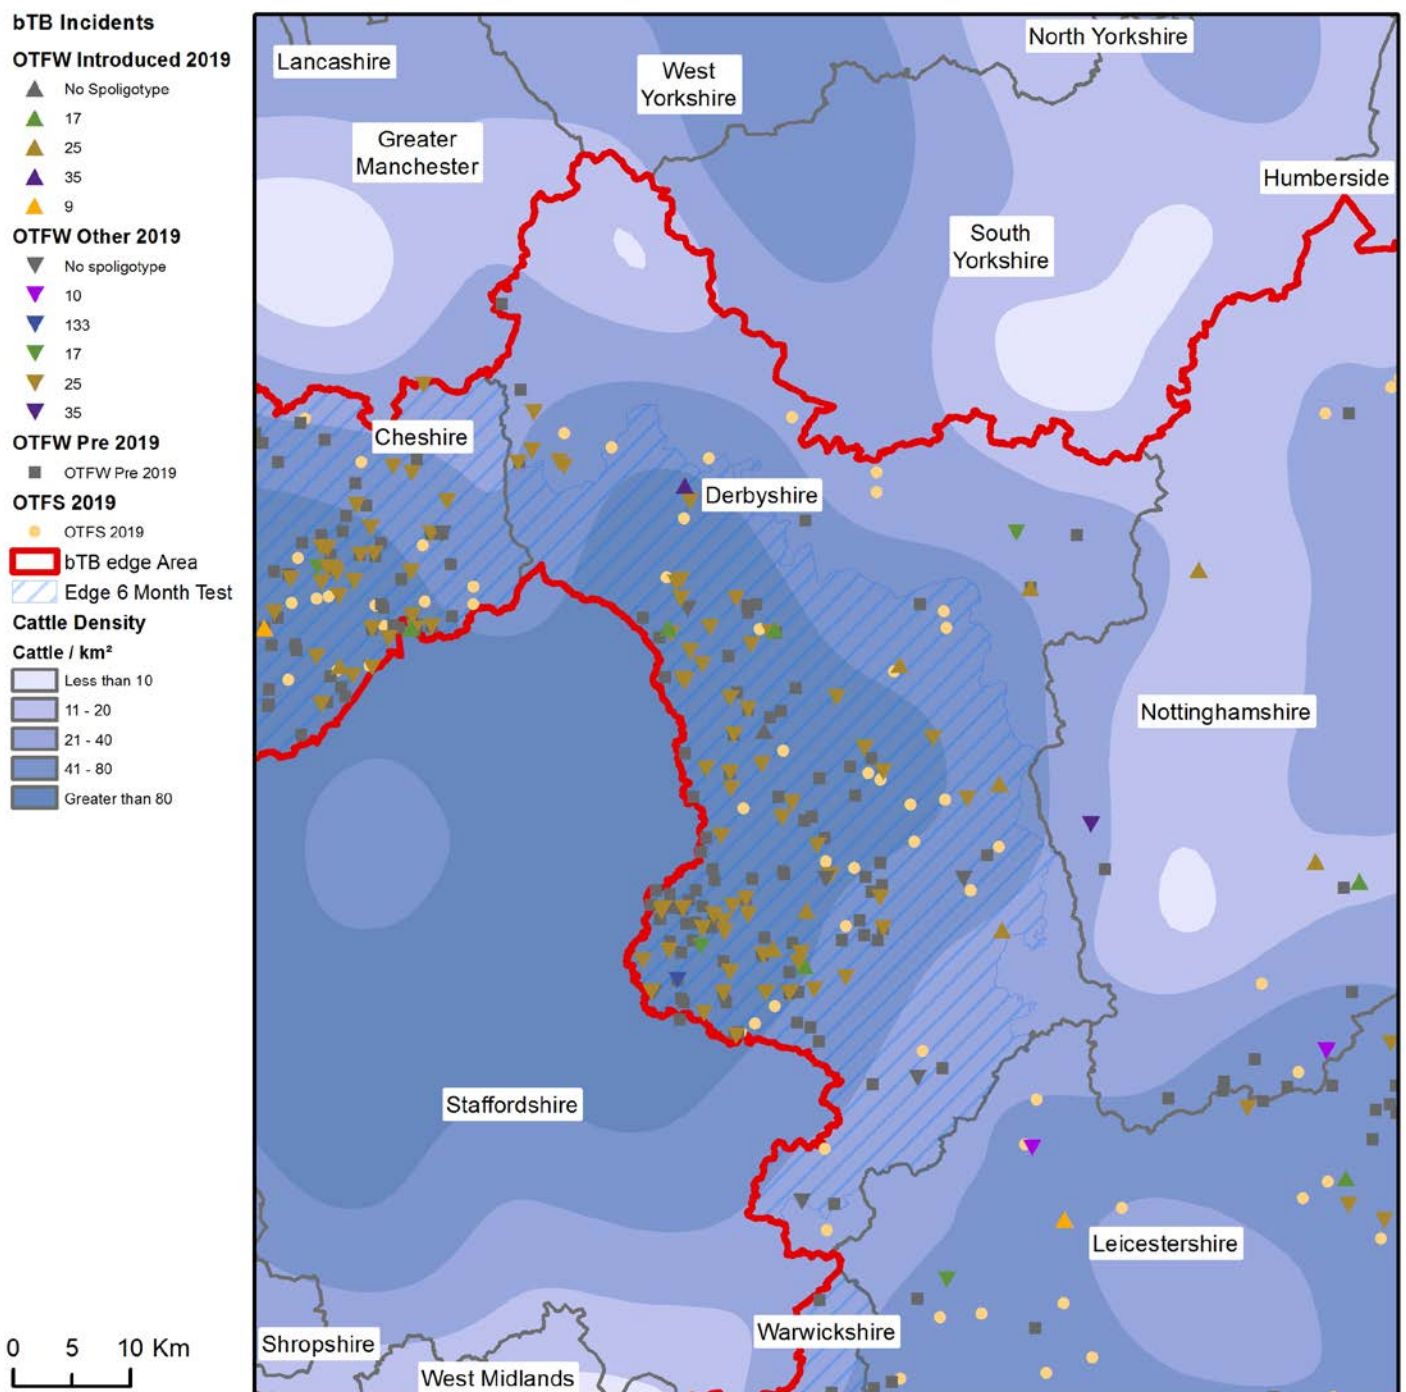 bTB Incidents
OTFW Introduced 2019
No Spoligotype
17
25
35
9
OTFW Other 2019
No spoligotype
10
133
17
25
35
OTFW Pre 2019
OTFW Pre 2019
OTFS 2019
OTFS 2019
bTB edge Area
Edge 6 Month Test
Cattle Density
Cattle / km²
Less than 10
11 - 20
21 - 40
41 - 80
Greater than 80
0 5 10 Km
Lancashire
West
Yorkshire
North Yorkshire
Greater
Manchester
Humberside
South
Yorkshire
Cheshire
Derbyshire
Nottinghamshire
Staffordshire
Leicestershire
Shropshire
Warwickshire
West Midlands